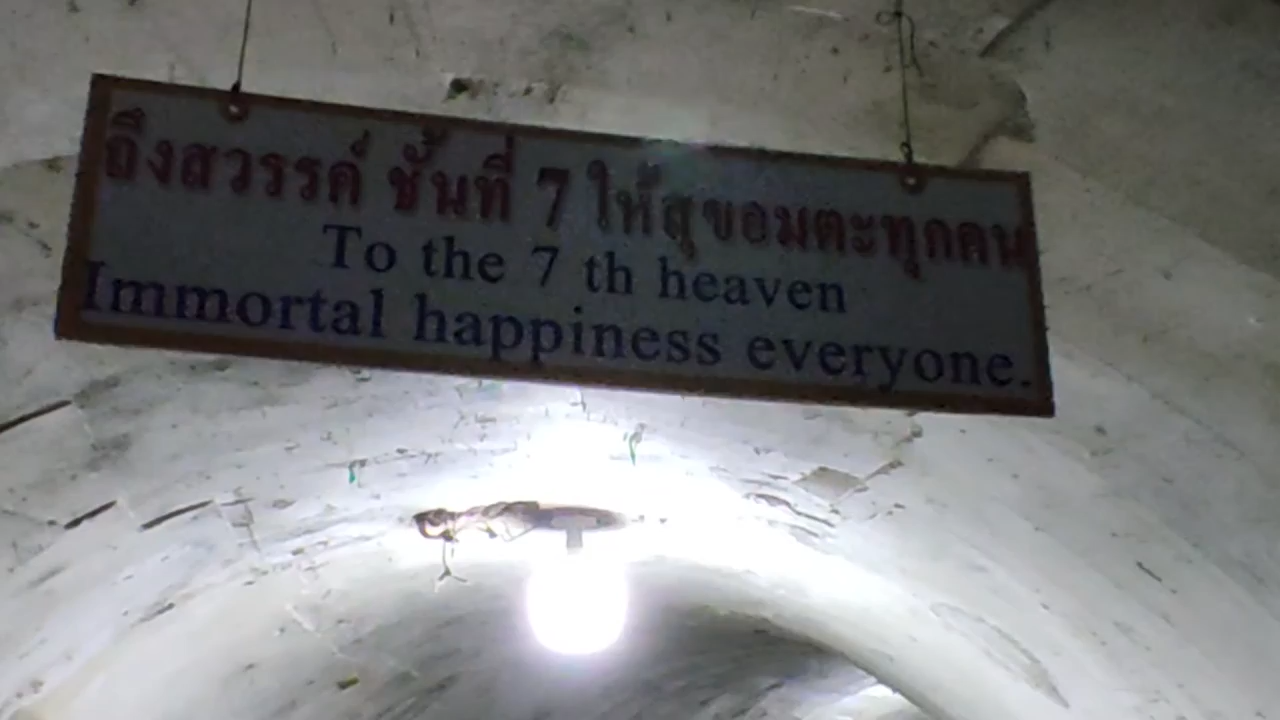 ถึงสวรรค์ ชั้นที่ 7 ให้สุขอมตะทุกคน
To the 7 th heaven
Immortal happiness everyone.